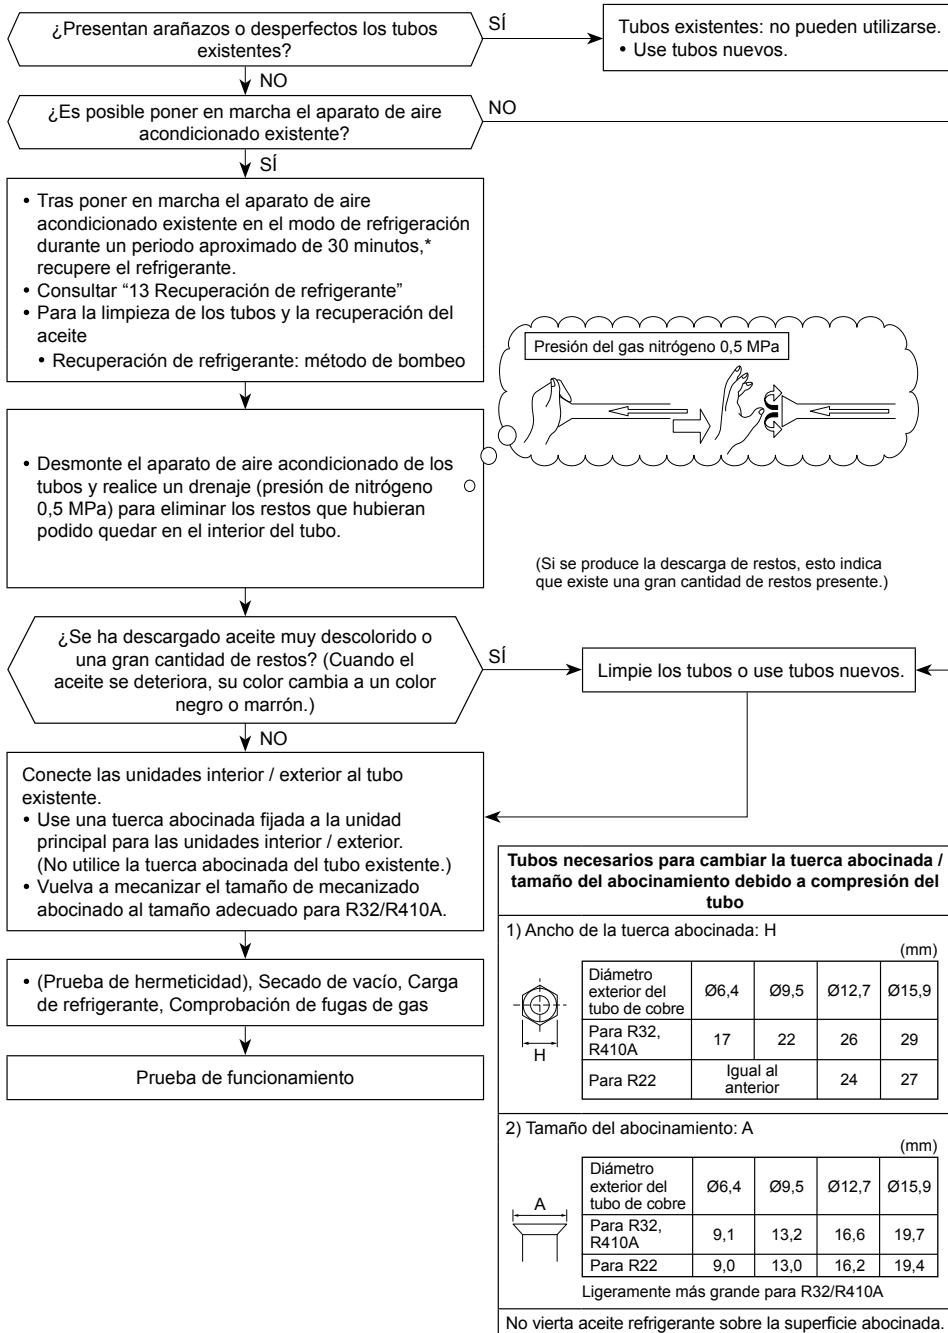 ¿Presentan arañazos o desperfectos los tubos
existentes?
SÍ
Tubos existentes: no pueden utilizarse.
• Use tubos nuevos.
NO
¿Es posible poner en marcha el aparato de aire
acondicionado existente?
NO
SÍ
• Tras poner en marcha el aparato de aire
acondicionado existente en el modo de refrigeración
durante un periodo aproximado de 30 minutos,*
recupere el refrigerante.
• Consultar “13 Recuperación de refrigerante”
• Para la limpieza de los tubos y la recuperación del
aceite
• Recuperación de refrigerante: método de bombeo
Presión del gas nitrógeno 0,5 MPa
• Desmonte el aparato de aire acondicionado de los
tubos y realice un drenaje (presión de nitrógeno
0,5 MPa) para eliminar los restos que hubieran
podido quedar en el interior del tubo.
(Si se produce la descarga de restos, esto indica
que existe una gran cantidad de restos presente.)
¿Se ha descargado aceite muy descolorido o
una gran cantidad de restos? (Cuando el
aceite se deteriora, su color cambia a un color
negro o marrón.)
SÍ
Limpie los tubos o use tubos nuevos.
NO
Conecte las unidades interior / exterior al tubo
existente.
• Use una tuerca abocinada fijada a la unidad
principal para las unidades interior / exterior.
(No utilice la tuerca abocinada del tubo existente.)
• Vuelva a mecanizar el tamaño de mecanizado
abocinado al tamaño adecuado para R32/R410A.
• (Prueba de hermeticidad), Secado de vacío, Carga
de refrigerante, Comprobación de fugas de gas
Prueba de funcionamiento
Tubos necesarios para cambiar la tuerca abocinada /
tamaño del abocinamiento debido a compresión del
tubo
1) Ancho de la tuerca abocinada: H
(mm)
H
Diámetro
exterior del
tubo de cobre
Ø6,4 Ø9,5 Ø12,7 Ø15,9
Para R32,
R410A
17 22 26 29
Para R22
Igual al
anterior
24 27
2) Tamaño del abocinamiento: A
(mm)
A
Diámetro
exterior del
tubo de cobre
Ø6,4 Ø9,5 Ø12,7 Ø15,9
Para R32,
R410A
9,1 13,2 16,6 19,7
Para R22 9,0 13,0 16,2 19,4
Ligeramente más grande para R32/R410A
No vierta aceite refrigerante sobre la superficie abocinada.